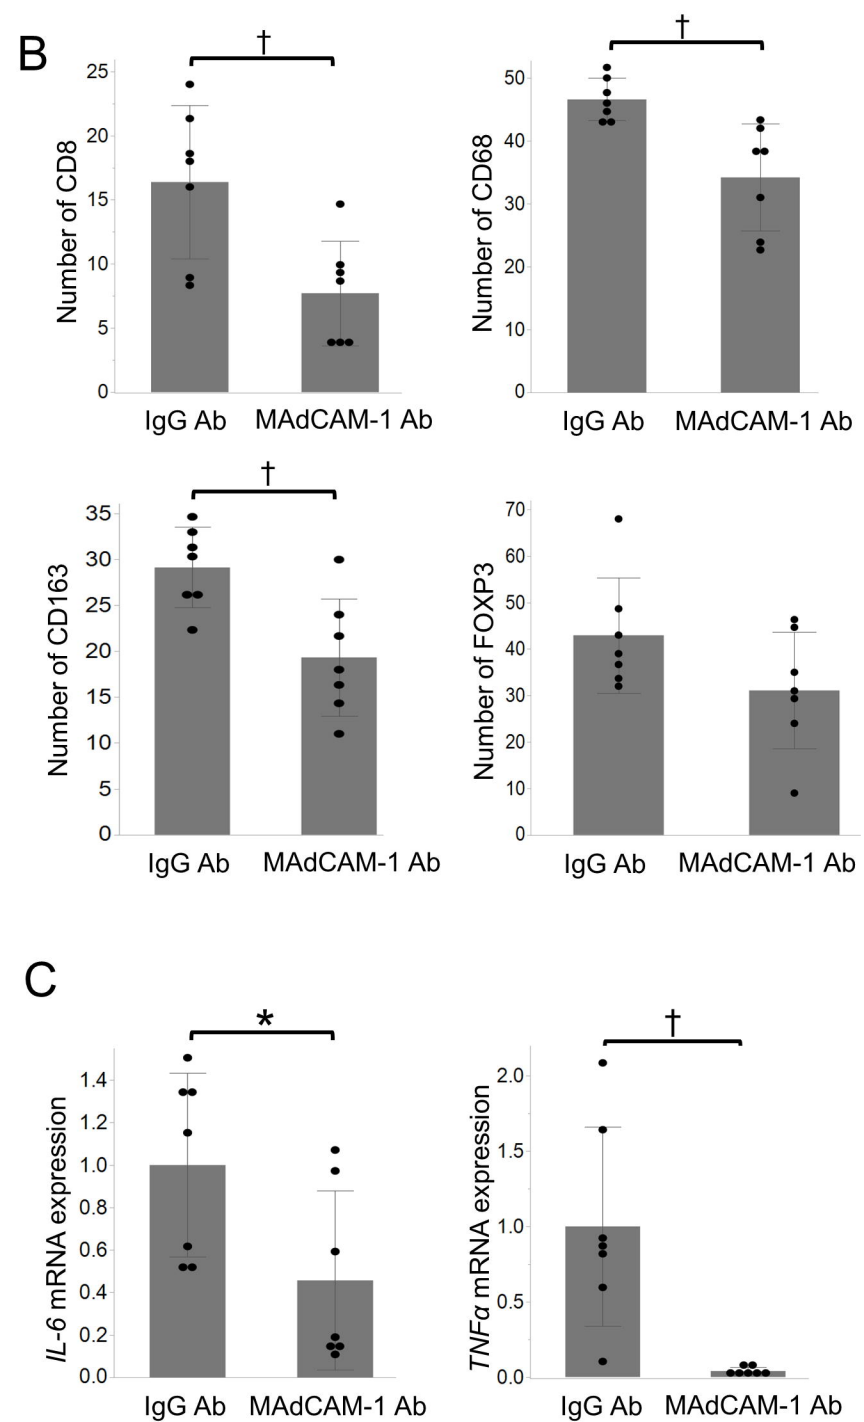 B
†
25
20
15
10
5
0
Number of CD8
IgG Ab
MAdCAM-1 Ab
†
50
40
30
20
10
0
Number of CD68
IgG Ab
MAdCAM-1 Ab
†
35
30
25
20
15
10
5
0
Number of CD163
IgG Ab
MAdCAM-1 Ab
70
60
50
40
30
20
10
0
Number of FOXP3
IgG Ab
MAdCAM-1 Ab
C
*
1.4
1.2
1.0
0.8
0.6
0.4
0.2
0.0
IL-6 mRNA expression
IgG Ab
MAdCAM-1 Ab
†
2.0
1.5
1.0
0.5
0.0
TNFα mRNA expression
IgG Ab
MAdCAM-1 Ab